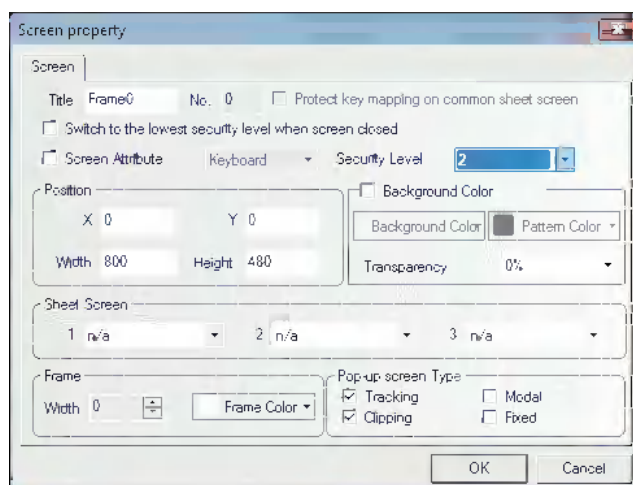 Screen property
Screen
Title Frame0 No. 0 Protect key mapping on common sheet screen
Switch to the lowest security level when screen closed
Screen Attribute Keyboard Security Level 2
Position
X 0 Y 0
Width 800 Height 480
Background Color
Background Color Pattern Color
Transparency 0%
Sheet Screen
1 n/a 2 n/a 3 n/a
Frame
Width 0 Frame Color
Pop-up screen Type
Tracking Modal
Clipping Fixed
OK Cancel